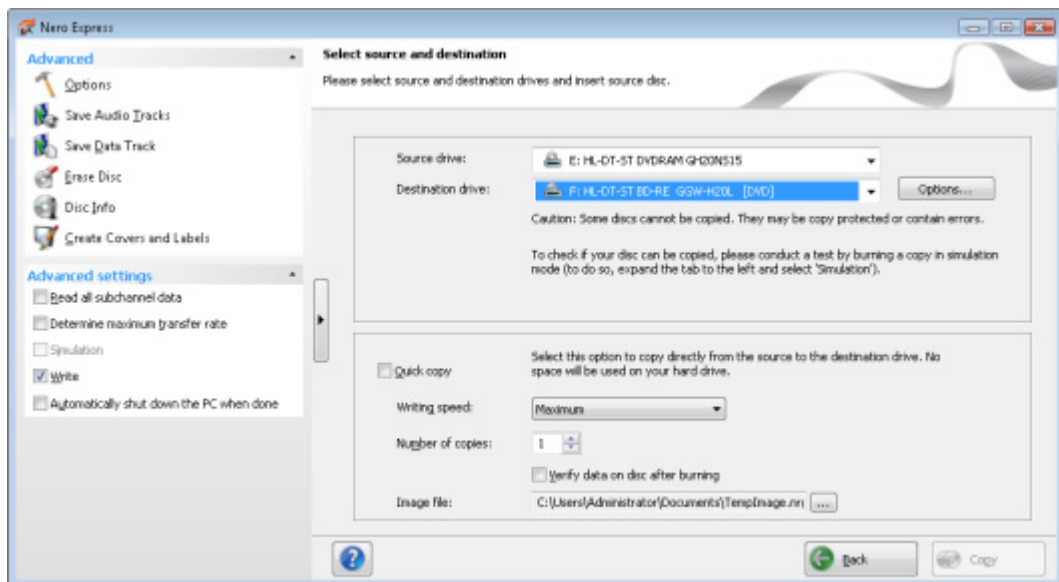 Nero Express
Advanced
Options
Save Audio Tracks
Save Data Track
Erase Disc
Disc Info
Create Covers and Labels
Advanced settings
Read all subchannel data
Determine maximum transfer rate
Simulation
Write
Automatically shut down the PC when done
Select source and destination
Please select source and destination drives and insert source disc.
Source drive: E: HL-DT-ST DVDRAM GH20NS15
Destination drive: F: HL-DT-ST BD-RE GGW-H20L [DVD] Options...
Caution: Some discs cannot be copied. They may be copy protected or contain errors.
To check if your disc can be copied, please conduct a test by burning a copy in simulation
mode (to do so, expand the tab to the left and select 'Simulation').
Quick copy
Select this option to copy directly from the source to the destination drive. No
space will be used on your hard drive.
Writing speed: Maximum
Number of copies: 1
Verify data on disc after burning
Image file: C:\Users\Administrator\Documents\TempImage.nr ...
Back Copy